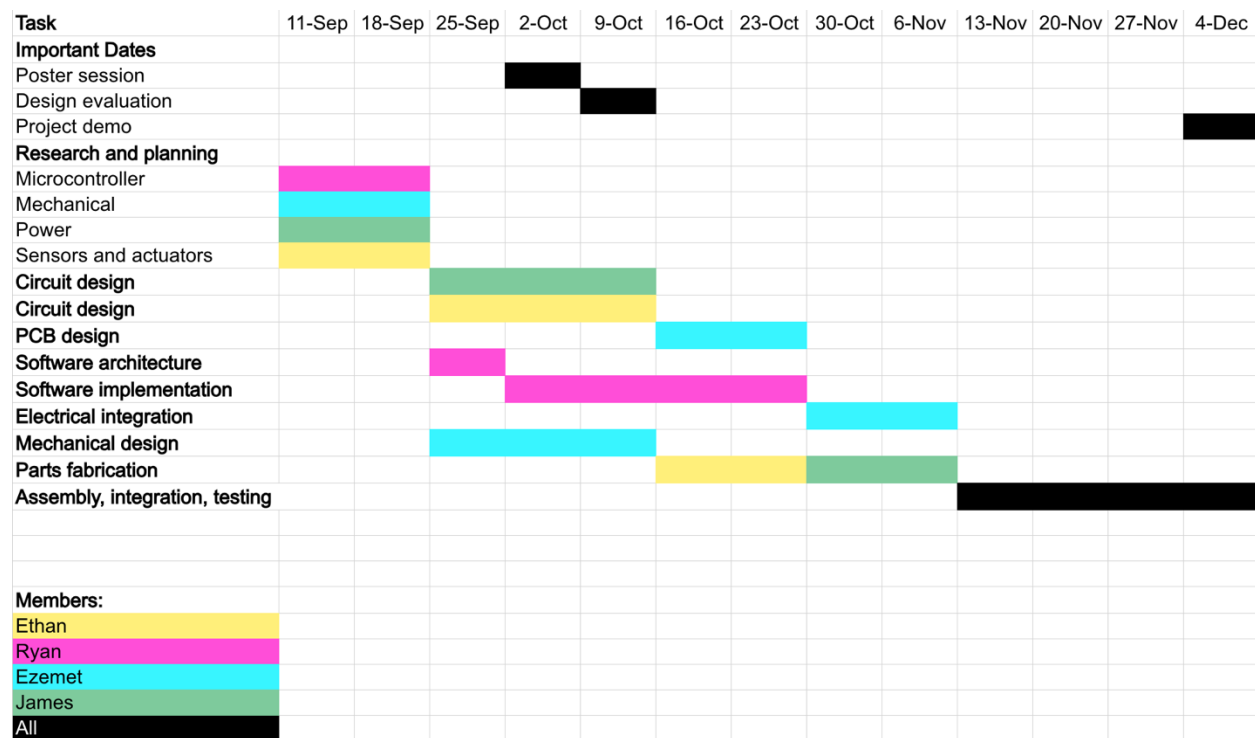 Task 11-Sep 18-Sep 25-Sep 2-Oct 9-Oct 16-Oct 23-Oct 30-Oct 6-Nov 13-Nov 20-Nov 27-Nov 4-Dec
Important Dates
Poster session
Design evaluation
Project demo
Research and planning
Microcontroller
Mechanical
Power
Sensors and actuators
Circuit design
Circuit design
PCB design
Software architecture
Software implementation
Electrical integration
Mechanical design
Parts fabrication
Assembly, integration, testing
Members:
Ethan
Ryan
Ezemet
James
All